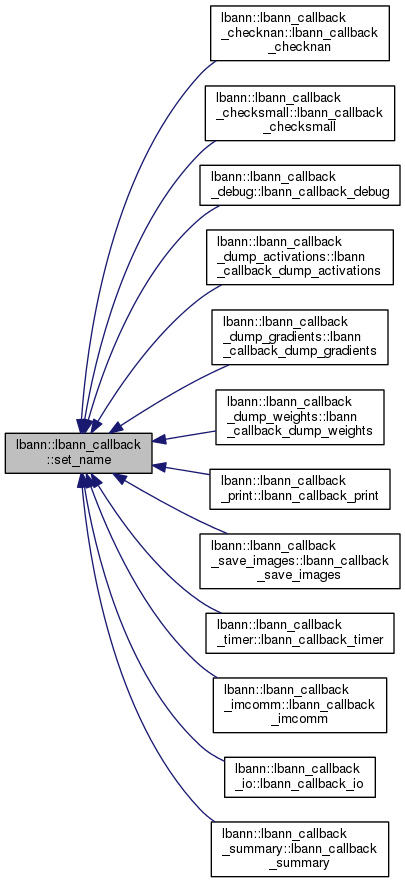 lbann::lbann_callback
_checknan::lbann_callback
_checknan
lbann::lbann_callback
_checksmall::lbann_callback
_checksmall
lbann::lbann_callback
_debug::lbann_callback_debug
lbann::lbann_callback
_dump_activations::lbann
_callback_dump_activations
lbann::lbann_callback
_dump_gradients::lbann
_callback_dump_gradients
lbann::lbann_callback
_dump_weights::lbann
_callback_dump_weights
lbann::lbann_callback
::set_name
lbann::lbann_callback
_print::lbann_callback_print
lbann::lbann_callback
_save_images::lbann_callback
_save_images
lbann::lbann_callback
_timer::lbann_callback_timer
lbann::lbann_callback
_imcomm::lbann_callback
_imcomm
lbann::lbann_callback
_io::lbann_callback_io
lbann::lbann_callback
_summary::lbann_callback
_summary